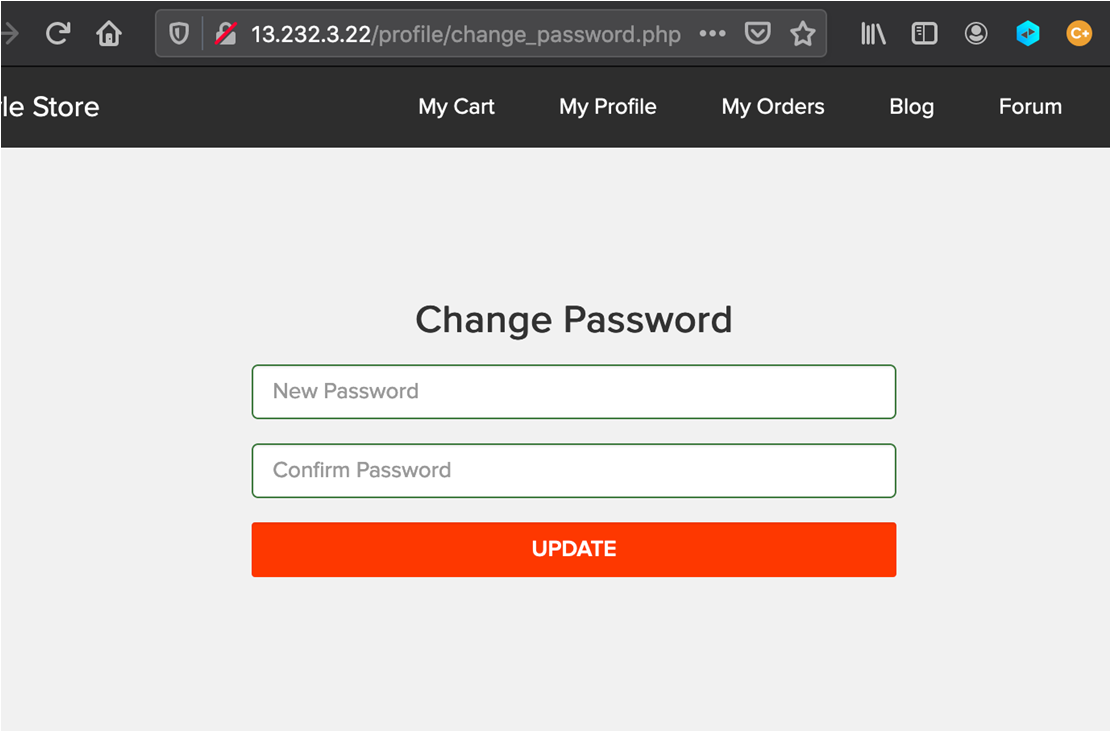 13.232.3.22/profile/change_password.php
C+
le Store
My Cart
My Profile
My Orders
Blog
Forum
Change Password
New Password
Confirm Password
UPDATE